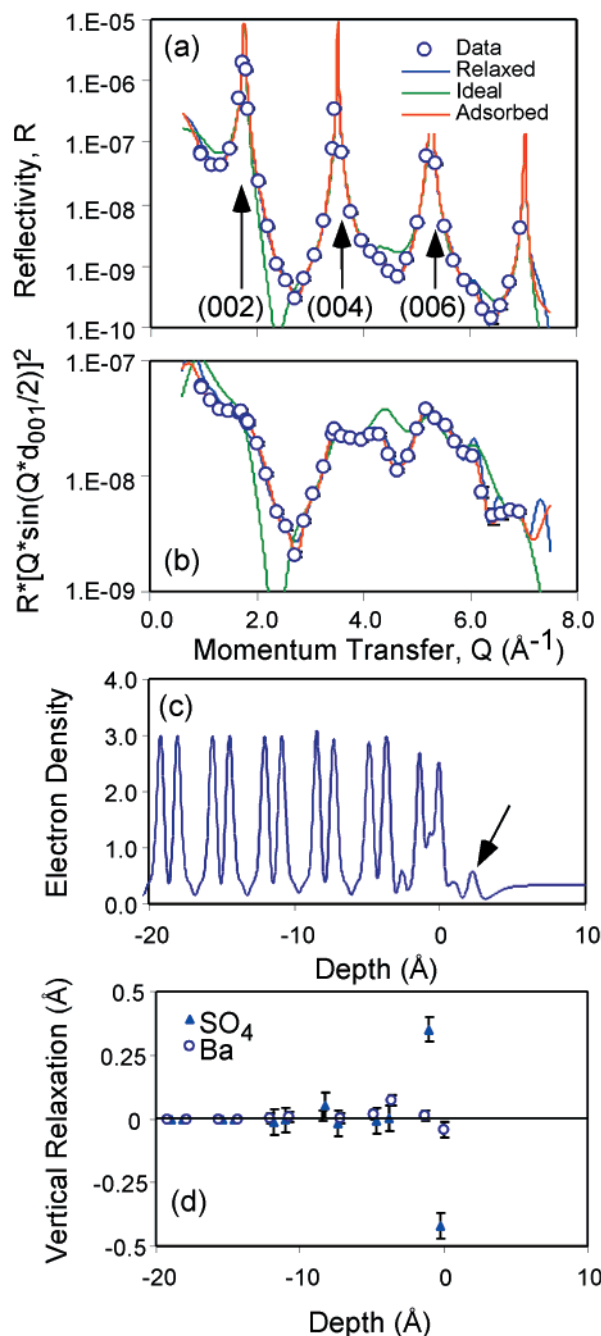 1.E-05
(a)
Data
Relaxed
Ideal
Adsorbed
1.E-06
1.E-07
1.E-08
1.E-09
1.E-10
Reflectivity, R
(002)
(004)
(006)
1.E-07
1.E-08
1.E-09
R*[Q*sin(Q*d001/2))]²
(b)
0.0
2.0
4.0
6.0
8.0
Momentum Transfer, Q (Å⁻¹)
4.0
3.0
2.0
1.0
0.0
Electron Density
(c)
-20
-10
0
10
Depth (Å)
0.5
0.25
0
-0.25
-0.5
Vertical Relaxation (Å)
SO₄
Ba
(d)
-20
-10
0
10
Depth (Å)